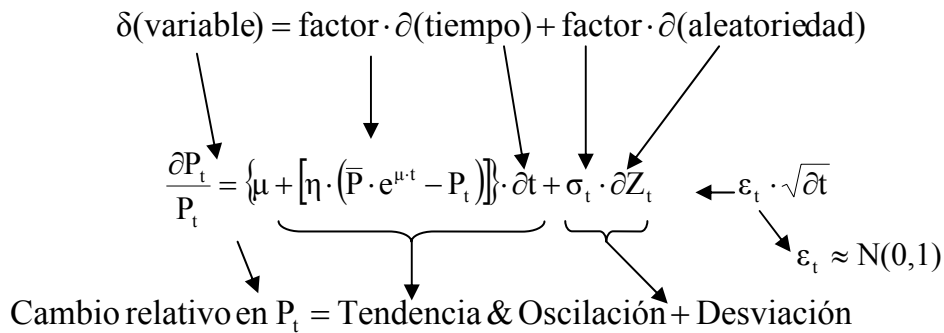 δ(variable) = factor · ∂(tiempo) + factor · ∂(aleatoriedad)
∂P_t / P_t = {μ + [η · (P̄ · e^{μ·t} − P_t)]} · ∂t + σ_t · ∂Z_t
ε_t · √∂t
ε_t ≈ N(0,1)
Cambio relativo en P_t = Tendencia & Oscilación + Desviación